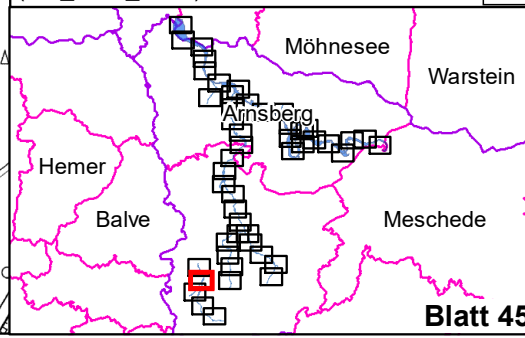 Möhnesee
Warstein
Arnsberg
Hemer
Balve
Meschede
Blatt 45